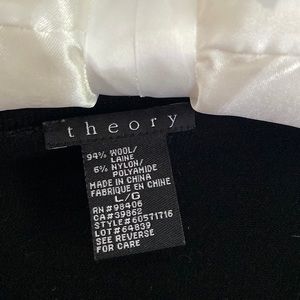 theory
94% WOOL/
LAINE
6% NYLON/
POLYAMIDE
MADE IN CHINA
FABRIQUE EN CHINE
L/G
RN#98406
CA#39862
STYLE#60571716
LOT#64839
SEE REVERSE
FOR CARE